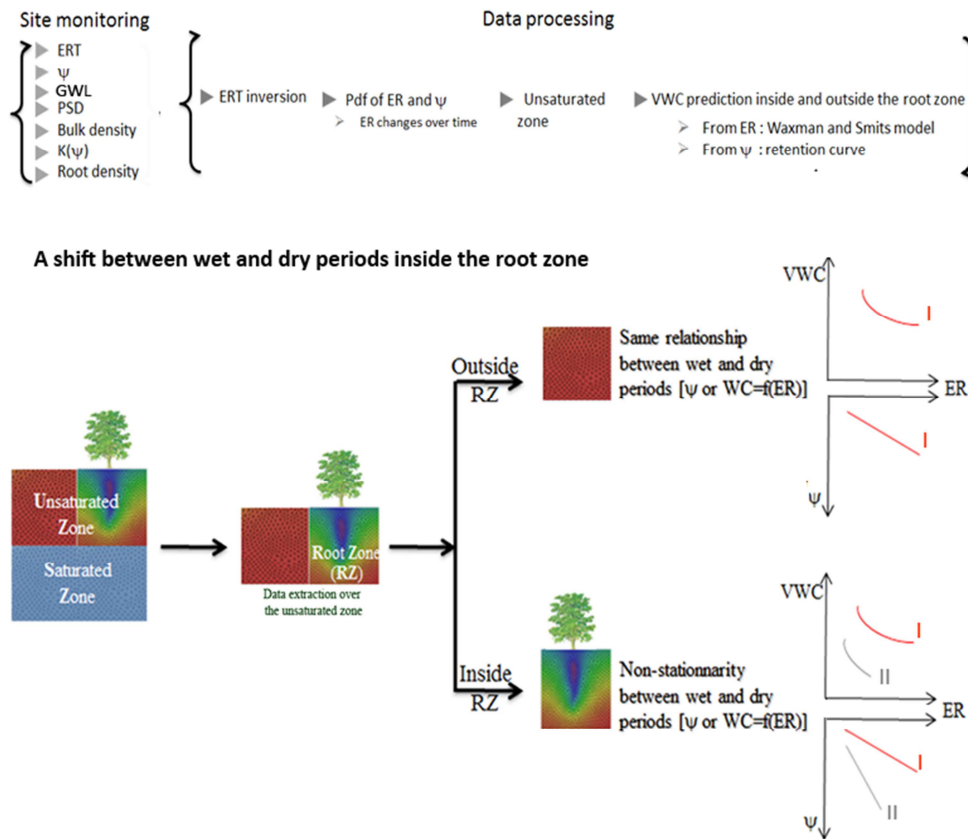 Site monitoring
ERT
ψ
GWL
PSD
Bulk density
K(ψ)
Root density
Data processing
ERT inversion
Pdf of ER and ψ
ER changes over time
Unsaturated
zone
VWC prediction inside and outside the root zone
From ER : Waxman and Smits model
From ψ : retention curve
A shift between wet and dry periods inside the root zone
Unsaturated
Zone
Saturated
Zone
Root Zone
(RZ)
Data extraction over
the unsaturated zone
Outside
RZ
Same relationship
between wet and dry
periods [ψ or WC=f(ER)]
VWC
I
ER
I
ψ
Inside
RZ
Non-stationnarity
between wet and dry
periods [ψ or WC=f(ER)]
VWC
I
II
ER
I
II
ψ